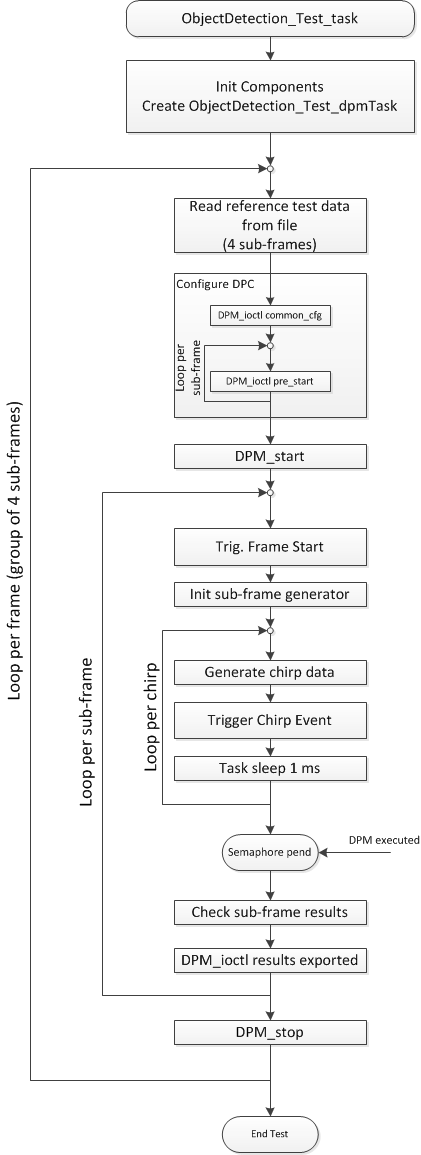 ObjectDetection_Test_task
Init Components
Create ObjectDetection_Test_dpmTask
Read reference test data
from file
(4 sub-frames)
Configure DPC
DPM_ioctl common_cfg
Loop per
sub-frame
DPM_ioctl pre_start
DPM_start
Loop per frame (group of 4 sub-frames)
Trig. Frame Start
Init sub-frame generator
Loop per sub-frame
Loop per chirp
Generate chirp data
Trigger Chirp Event
Task sleep 1 ms
Semaphore pend
DPM executed
Check sub-frame results
DPM_ioctl results exported
DPM_stop
End Test